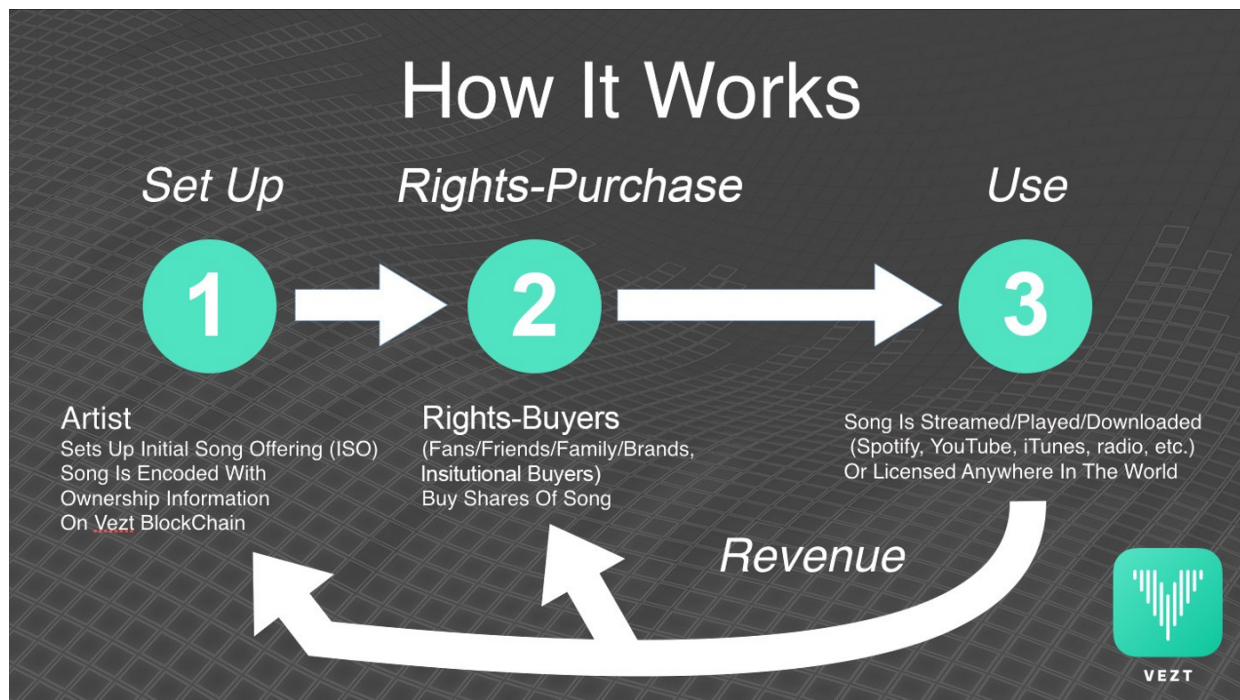 How It Works
Set Up
Rights-Purchase
Use
1
2
3
Artist
Sets Up Initial Song Offering (ISO)
Song Is Encoded With
Ownership Information
On Vezt BlockChain
Rights-Buyers
(Fans/Friends/Family/Brands,
Insitutional Buyers)
Buy Shares Of Song
Song Is Streamed/Played/Downloaded
(Spotify, YouTube, iTunes, radio, etc.)
Or Licensed Anywhere In The World
Revenue
VEZT